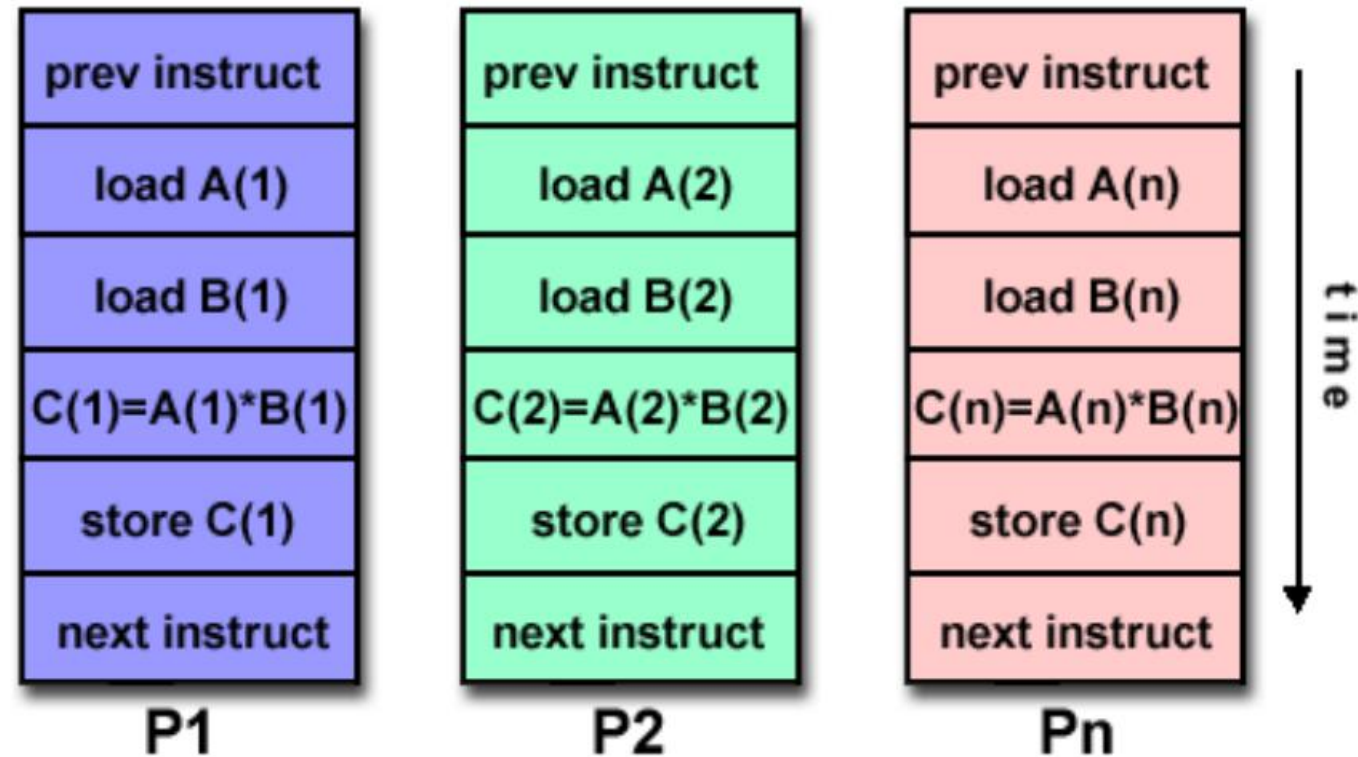 prev instruct
load A(1)
load B(1)
C(1)=A(1)*B(1)
store C(1)
next instruct
P1
prev instruct
load A(2)
load B(2)
C(2)=A(2)*B(2)
store C(2)
next instruct
P2
prev instruct
load A(n)
load B(n)
C(n)=A(n)*B(n)
store C(n)
next instruct
Pn
time